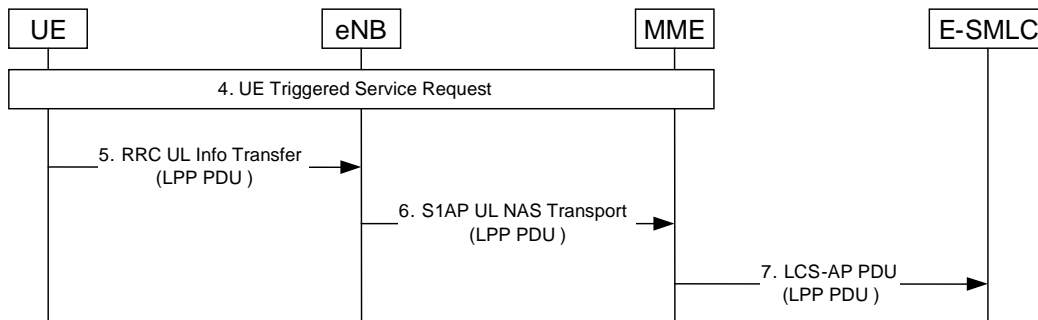 UE eNB MME E-SMLC
4. UE Triggered Service Request
5. RRC UL Info Transfer
(LPP PDU )
6. S1AP UL NAS Transport
(LPP PDU )
7. LCS-AP PDU
(LPP PDU )